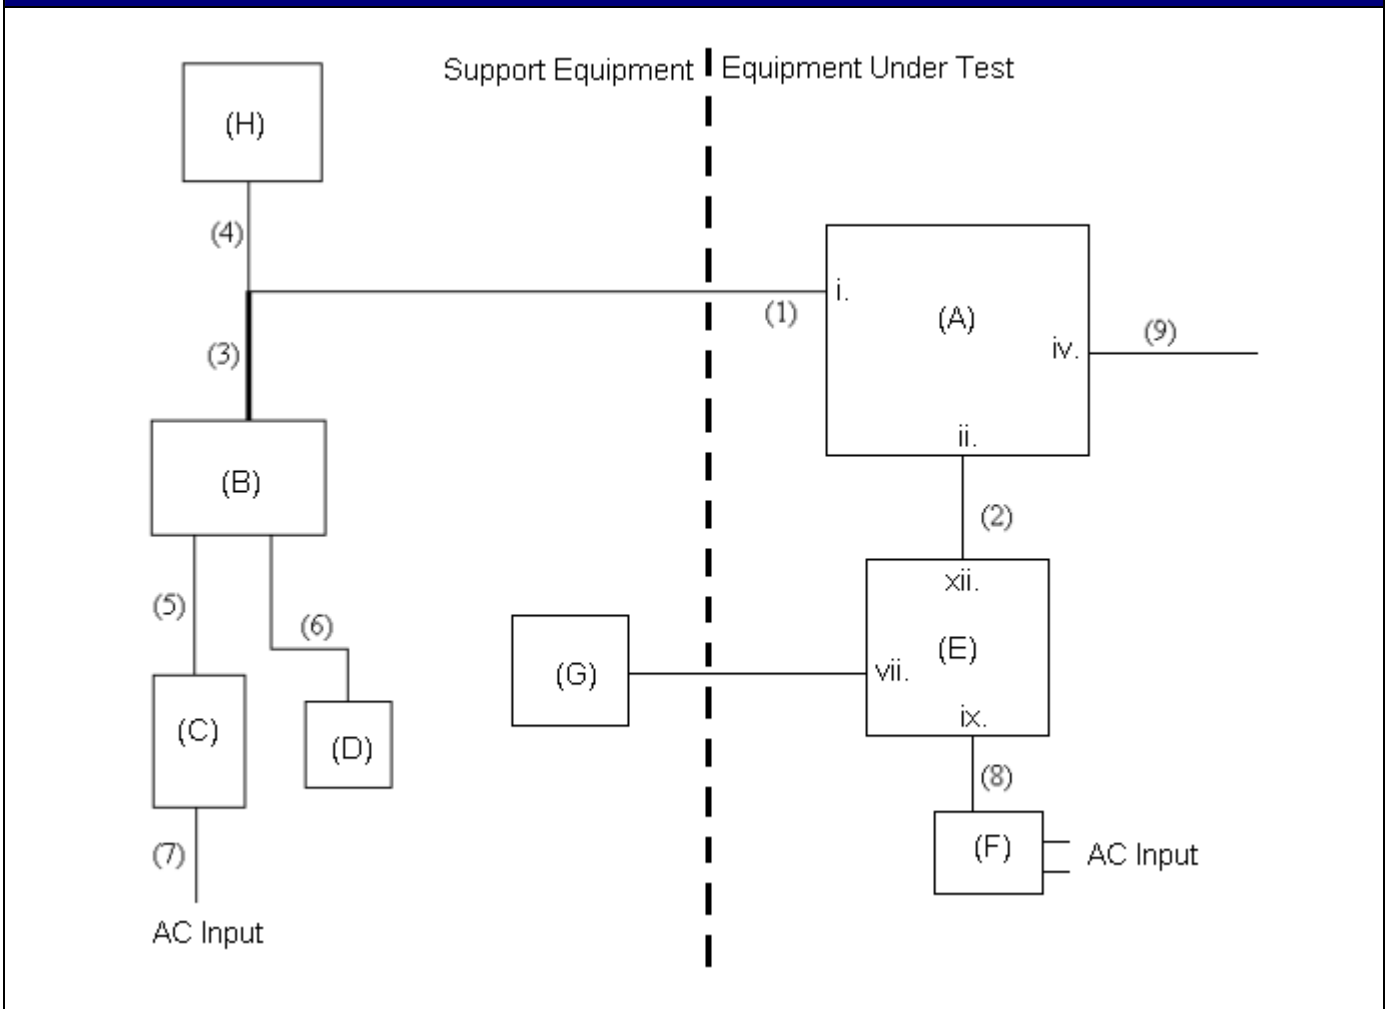 Support Equipment
Equipment Under Test
(H)
(4)
(1)
i.
(A)
(9)
iv.
(3)
ii.
(B)
(2)
xii.
(5)
(6)
(E)
(G)
vii.
ix.
(C)
(D)
(8)
(F)
AC Input
(7)
AC Input